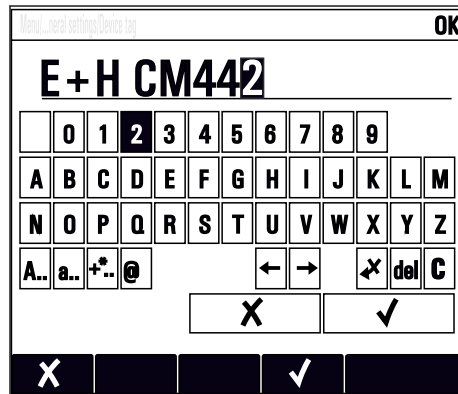 Menu/...neral settings/Device tag OK
E+H CM442
0 1 2 3 4 5 6 7 8 9
A B C D E F G H I J K L M
N O P Q R S T U V W X Y Z
A.. a.. +*.. @ ← → del C
✗ ✓
✗ ✓